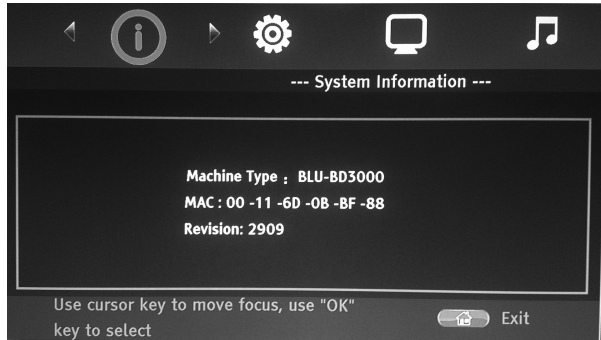 --- System Information ---
Machine Type : BLU-BD3000
MAC : 00 -11 -6D -0B -BF -88
Revision: 2909
Use cursor key to move focus, use "OK"
key to select
Exit